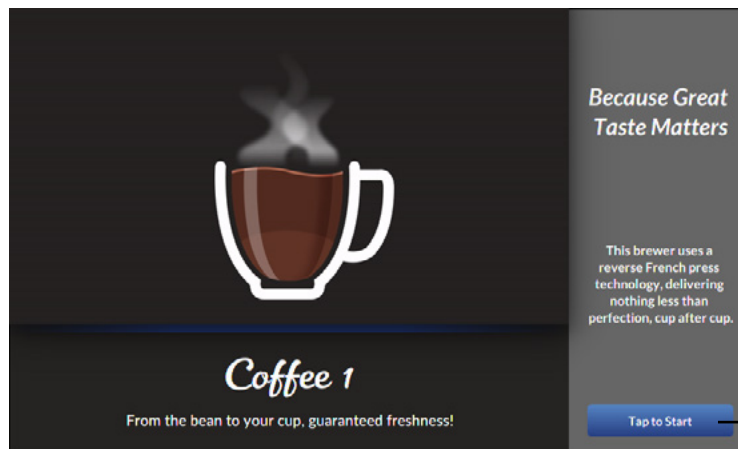 Because Great
Taste Matters
This brewer uses a
reverse French press
technology, delivering
nothing less than
perfection, cup after cup.
Coffee 1
From the bean to your cup, guaranteed freshness!
Tap to Start